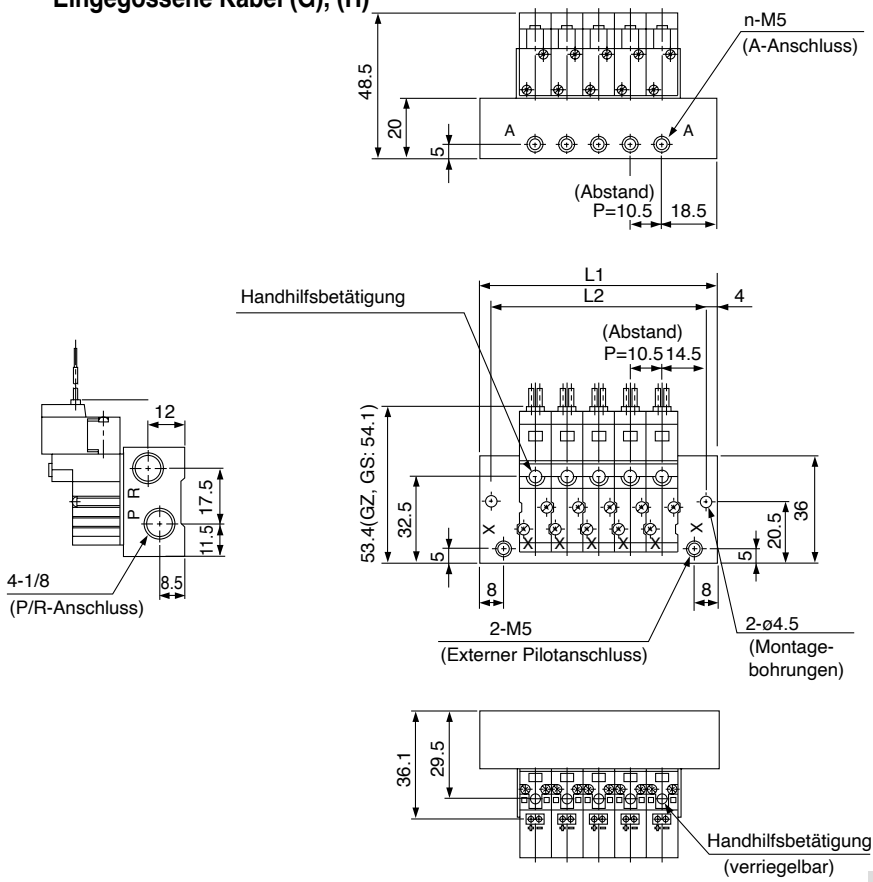 Eingegossene Kabel (G), (H)
n-M5
(A-Anschluss)
48.5
20
5
A
A
(Abstand)
P=10.5
18.5
L1
L2
4
Handhilfsbetätigung
(Abstand)
P=10.5
14.5
12
R
P
17.5
11.5
8.5
4-1/8
(P/R-Anschluss)
53.4(GZ, GS: 54.1)
32.5
5
X
X
X
X
X
X
X
36
20.5
5
8
8
2-M5
(Externer Pilotanschluss)
2-ø4.5
(Montage-
bohrungen)
36.1
29.5
Handhilfsbetätigung
(verriegelbar)